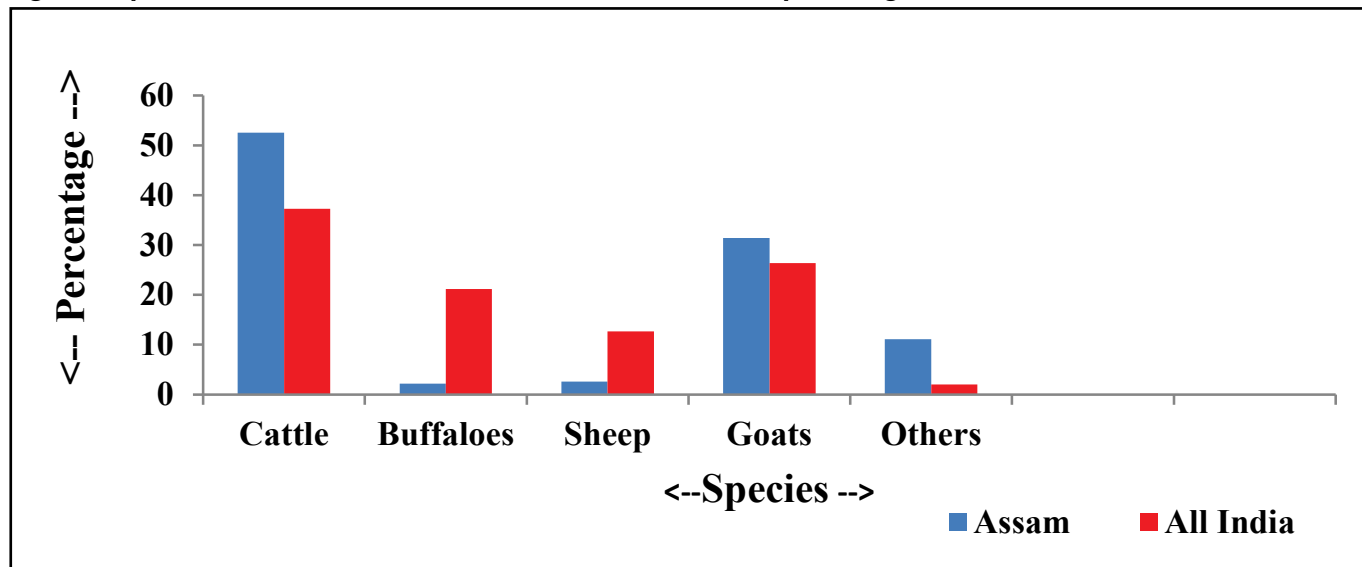 <-- Percentage -->
60
50
40
30
20
10
0
Cattle Buffaloes Sheep Goats Others
<--Species -->
Assam All India